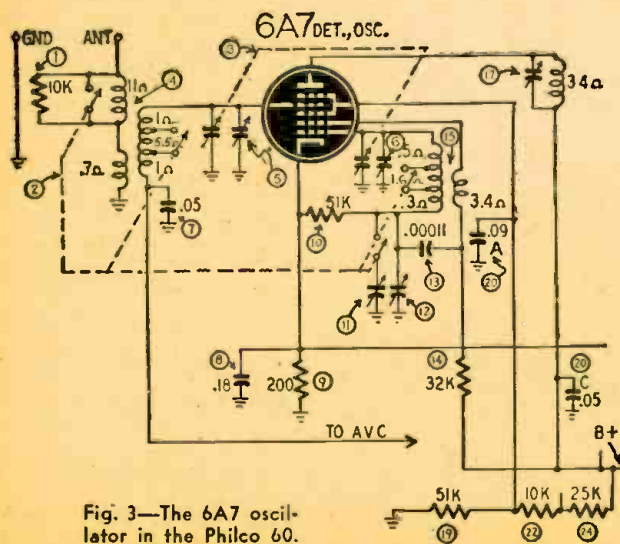 6A7 DET., OSC.
GND ANT
1
10K
11Ω
4
3
17
34Ω
1Ω
5.5Ω
1Ω
6
15
.5Ω
1.6Ω
.3Ω
3.4Ω
2
.7Ω
5
.05
7
51K
10
.00011
13
.09
A
20
11
12
8
.18
200
9
14
32K
20
C
.05
TO AVC
B+
51K
10K
25K
19
22
24
Fig. 3—The 6A7 oscil-
lator in the Philco 60.